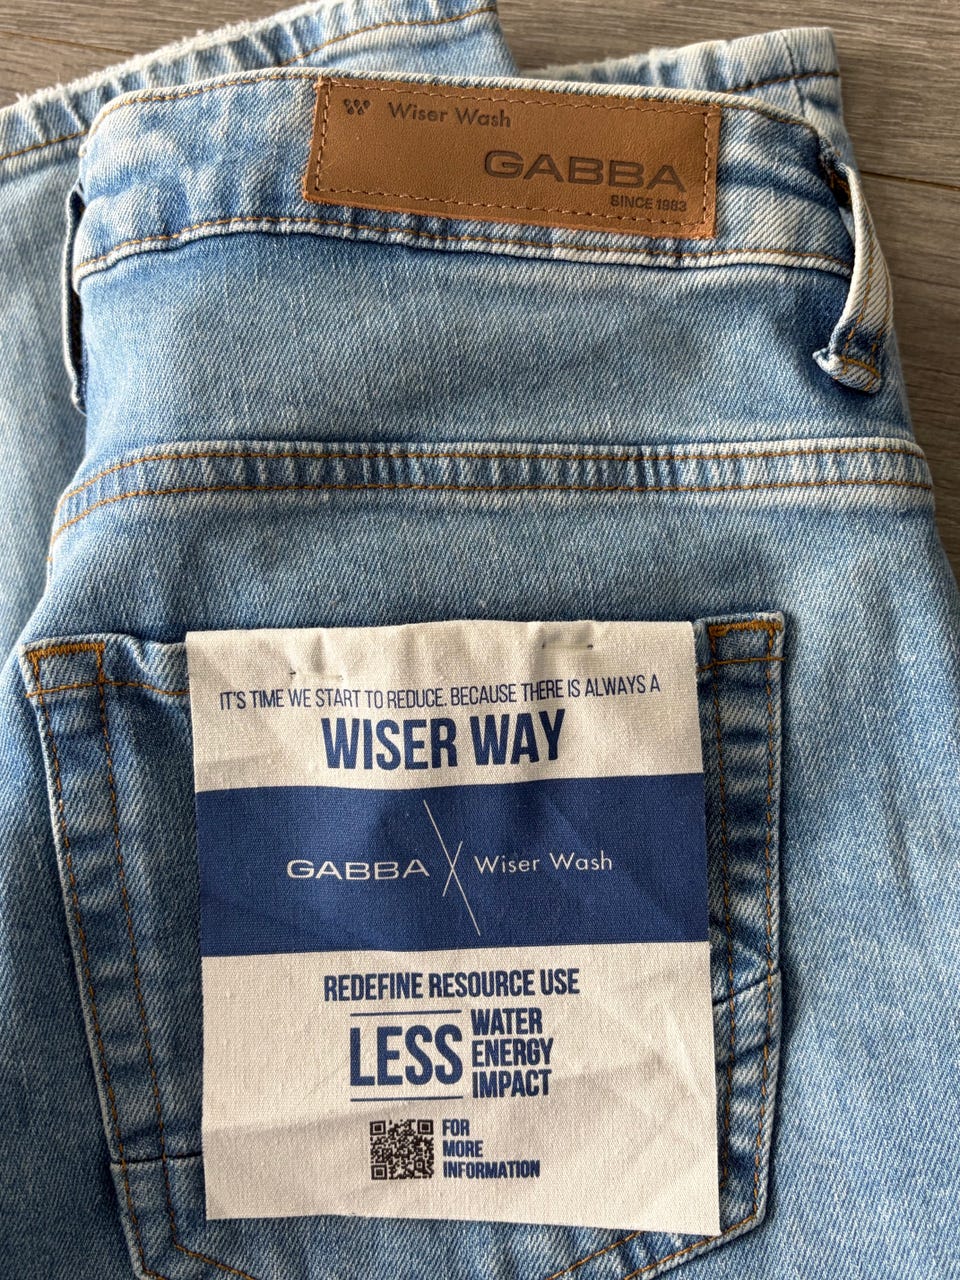 Wiser Wash
GABBA
SINCE 1983
IT'S TIME WE START TO REDUCE. BECAUSE THERE IS ALWAYS A
WISER WAY
GABBA Wiser Wash
REDEFINE RESOURCE USE
LESS
WATER
ENERGY
IMPACT
FOR
MORE
INFORMATION